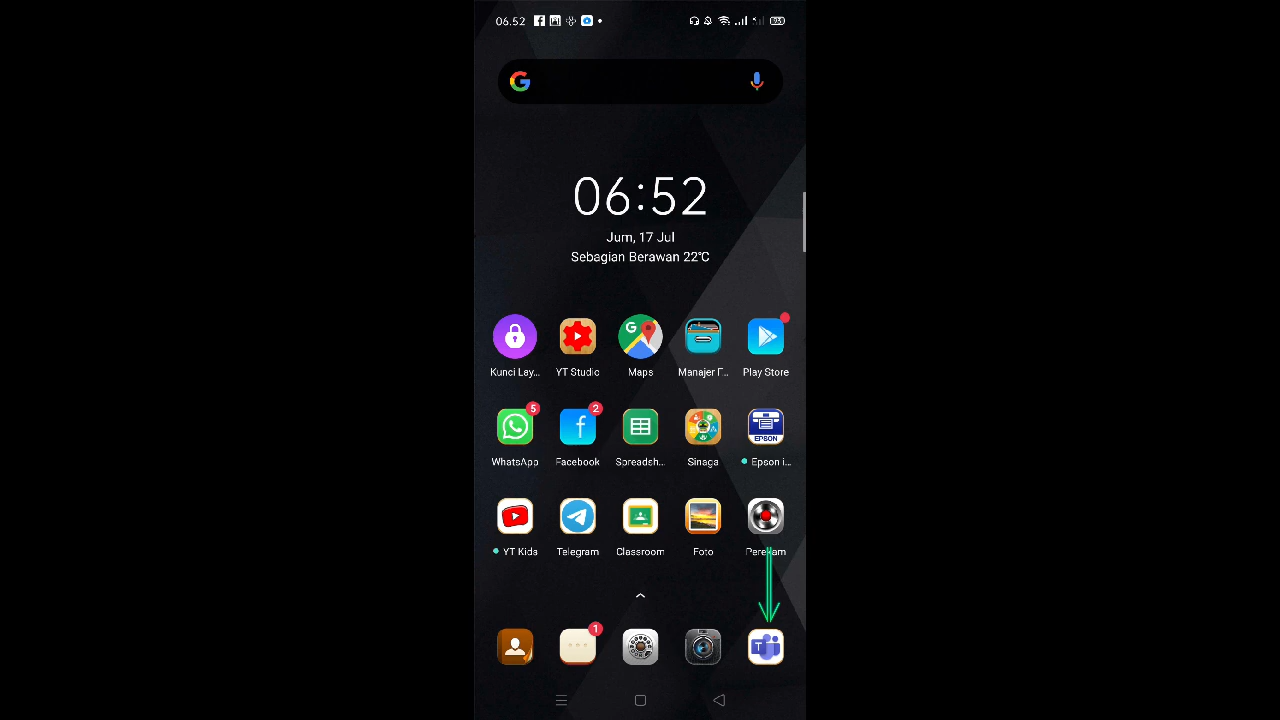 06.52
95
06:52
Jum, 17 Jul
Sebagian Berawan 22°C
Kunci Lay...
YT Studio
Maps
Manajer F...
Play Store
5
2
EPSON
WhatsApp
Facebook
Spreadsh...
Sinaga
Epson i...
YT Kids
Telegram
Classroom
Foto
Perekam
1